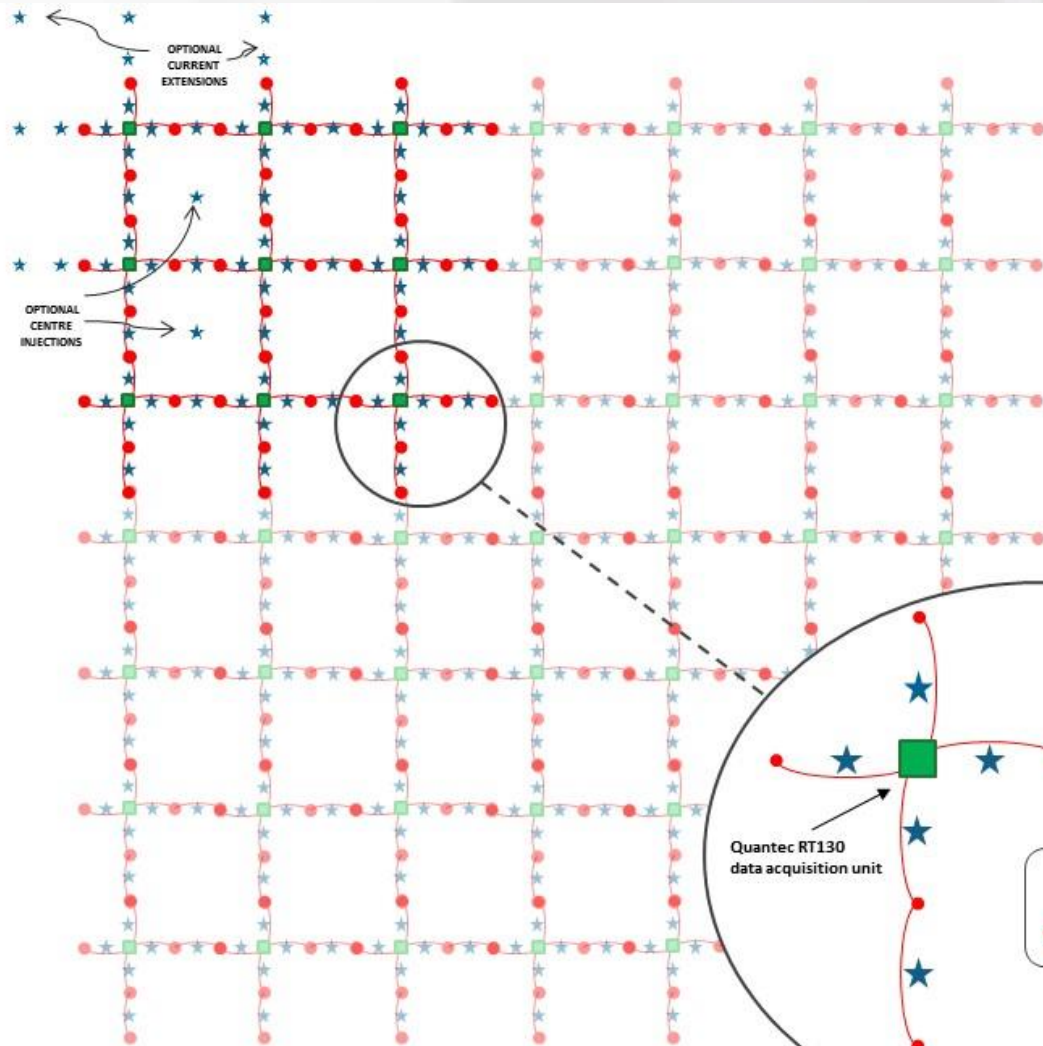 OPTIONAL
CURRENT
EXTENSIONS
OPTIONAL
CENTRE
INJECTIONS
Quantec RT130
data acquisition unit